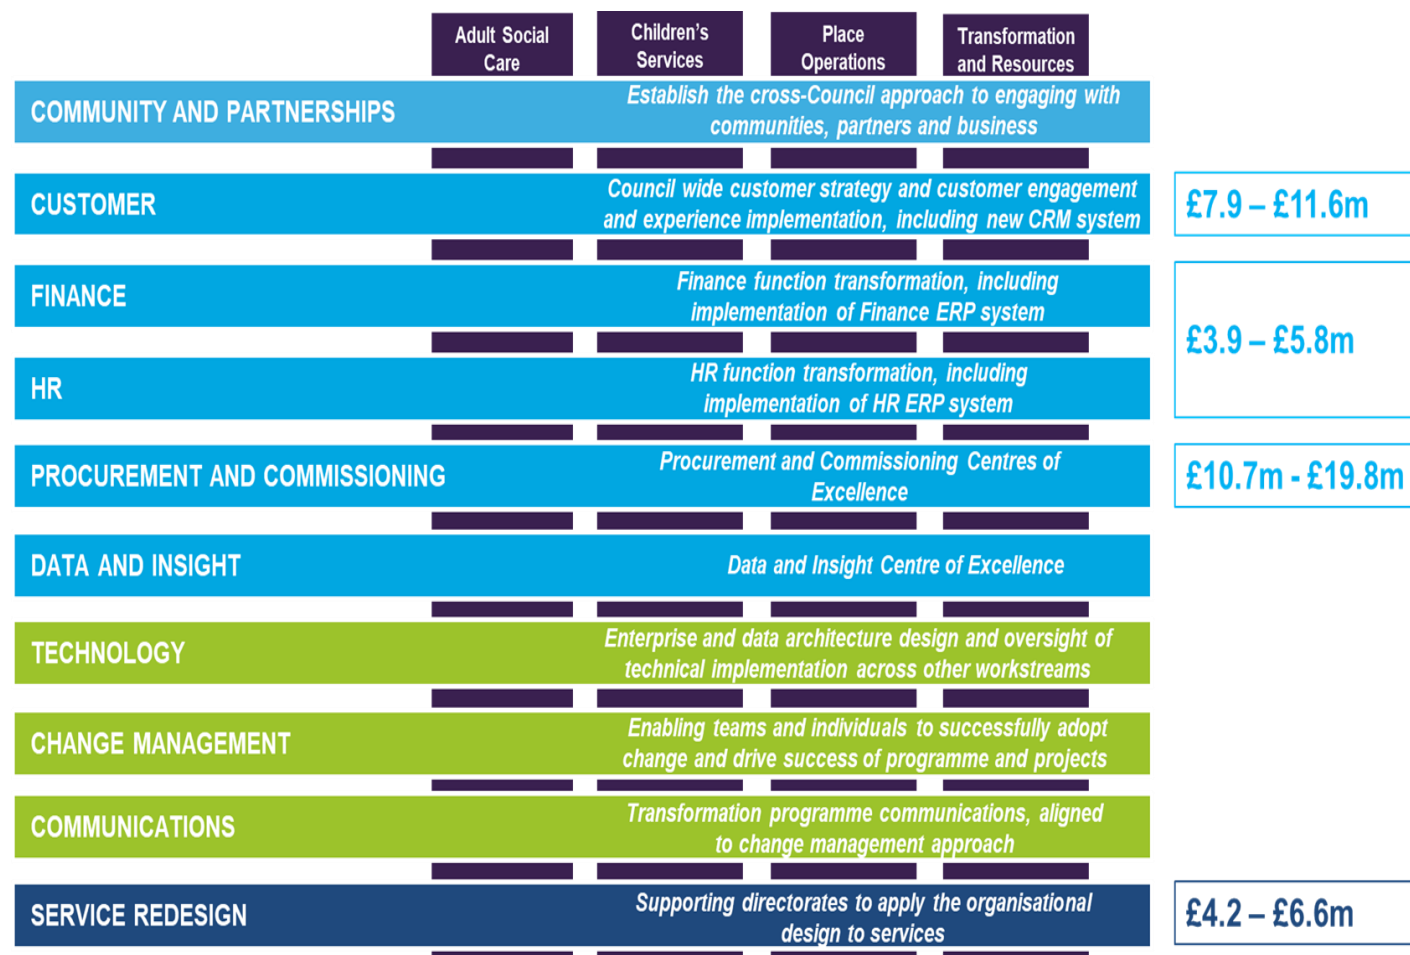 Adult Social
Care
Children's
Services
Place
Operations
Transformation
and Resources
COMMUNITY AND PARTNERSHIPS
Establish the cross-Council approach to engaging with
communities, partners and business
CUSTOMER
Council wide customer strategy and customer engagement
and experience implementation, including new CRM system
£7.9 – £11.6m
FINANCE
Finance function transformation, including
implementation of Finance ERP system
£3.9 – £5.8m
HR
HR function transformation, including
implementation of HR ERP system
PROCUREMENT AND COMMISSIONING
Procurement and Commissioning Centres of
Excellence
£10.7m - £19.8m
DATA AND INSIGHT
Data and Insight Centre of Excellence
TECHNOLOGY
Enterprise and data architecture design and oversight of
technical implementation across other workstreams
CHANGE MANAGEMENT
Enabling teams and individuals to successfully adopt
change and drive success of programme and projects
COMMUNICATIONS
Transformation programme communications, aligned
to change management approach
SERVICE REDESIGN
Supporting directorates to apply the organisational
design to services
£4.2 – £6.6m